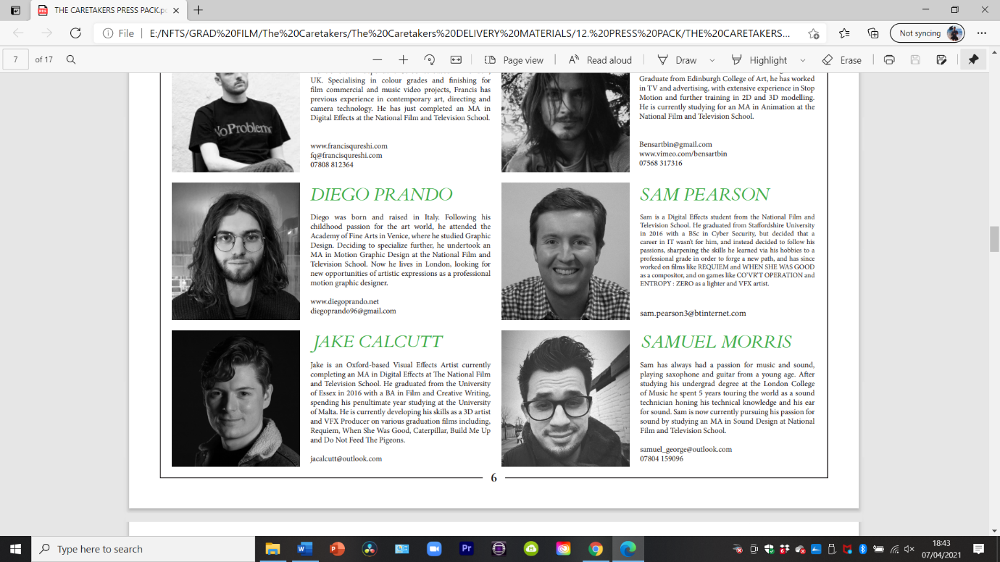 THE CARETAKERS PRESS PACK.pc
File
E:/NFTS/GRAD%20FILM/The%20Caretakers/The%20Caretakers%20DELIVERY%20MATERIALS/12.%20PRESS%20PACK/THE%20CARETAKERS...
Not syncing
7 of 17
Page view
Read aloud
Draw
Highlight
Erase
No Problem
UK. Specialising in colour grades and finishing for
film commercial and music video projects, Francis has
previous experience in contemporary art, directing and
camera technology. He has just completed an MA in
Digital Effects at the National Film and Television School.
www.francisqureshi.com
fq@francisqureshi.com
07808 812364
Graduate from Edinburgh College of Art, he has worked
in TV and advertising, with extensive experience in Stop
Motion and further training in 2D and 3D modelling.
He is currently studying for an MA in Animation at the
National Film and Television School.
Bensartbin@gmail.com
www.vimeo.com/bensartbin
07568 317316
DIEGO PRANDO
Diego was born and raised in Italy. Following his
childhood passion for the art world, he attended the
Academy of Fine Arts in Venice, where he studied Graphic
Design. Deciding to specialize further, he undertook an
MA in Motion Graphic Design at the National Film and
Television School. Now he lives in London, looking for
new opportunities of artistic expressions as a professional
motion graphic designer.
www.diegoprando.net
diegoprando96@gmail.com
SAM PEARSON
Sam is a Digital Effects student from the National Film and
Television School. He graduated from Staffordshire University
in 2016 with a BSc in Cyber Security, but decided that a
career in IT wasn't for him, and instead decided to follow his
passions, sharpening the skills he learned via his hobbies to a
professional grade in order to forge a new path, and has since
worked on films like REQUIEM and WHEN SHE WAS GOOD
as a compositor, and on games like CO'VR'T OPERATION and
ENTROPY : ZERO as a lighter and VFX artist.
sam.pearson3@btinternet.com
JAKE CALCUTT
Jake is an Oxford-based Visual Effects Artist currently
completing an MA in Digital Effects at The National Film
and Television School. He graduated from the University
of Essex in 2016 with a BA in Film and Creative Writing,
spending his penultimate year studying at the University
of Malta. He is currently developing his skills as a 3D artist
and VFX Producer on various graduation films including,
Requiem, When She Was Good, Caterpillar, Build Me Up
and Do Not Feed The Pigeons.
jacalcutt@outlook.com
SAMUEL MORRIS
Sam has always had a passion for music and sound,
playing saxophone and guitar from a young age. After
studying his undergrad degree at the London College
of Music he spent 5 years touring the world as a sound
technician honing his technical knowledge and his ear
for sound. Sam is now currently pursuing his passion for
sound by studying an MA in Sound Design at National
Film and Television School.
samuel_george@outlook.com
07804 159096
6
Type here to search
18:43
07/04/2021